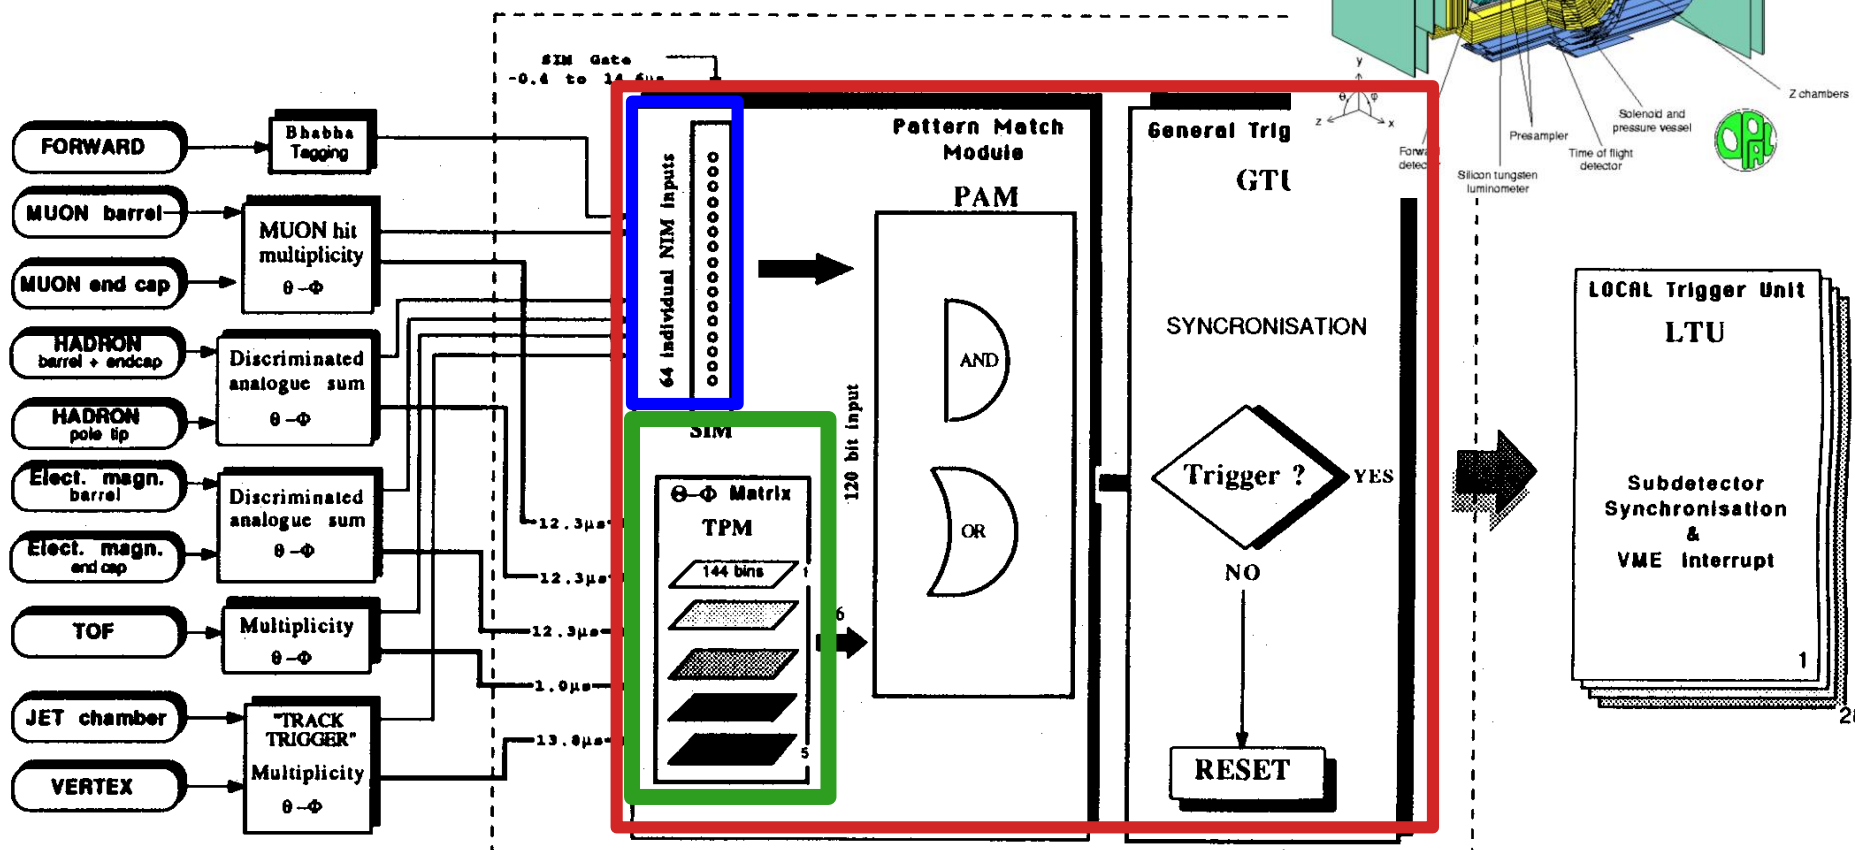 SIM Gate
-0.4 to 14.6µs
FORWARD
MUON barrel
MUON end cap
HADRON
barrel + endcap
HADRON
pole tip
Elect. magn.
barrel
Elect. magn.
end cap
TOF
JET chamber
VERTEX
Bhabha
Tagging
MUON hit
multiplicity
θ-Φ
Discriminated
analogue sum
θ-Φ
Discriminated
analogue sum
θ-Φ
Multiplicity
θ-Φ
"TRACK
TRIGGER"
Multiplicity
θ-Φ
12.3µs
12.3µs
12.3µs
1.0µs
13.8µs
64 individual NIM inputs
SIM
Θ-Φ Matrix
TPM
144 bins
1
5
6
120 bit input
Pattern Match
Module
PAM
AND
OR
General Trig
GTU
SYNCRONISATION
Trigger ?
YES
NO
RESET
LOCAL Trigger Unit
LTU
Subdetector
Synchronisation
&
VME Interrupt
1
28
y
θ
φ
z
x
Forward
detector
Silicon tungsten
luminometer
Presampler
Time of flight
detector
Solenoid and
pressure vessel
Z chambers
OPAL